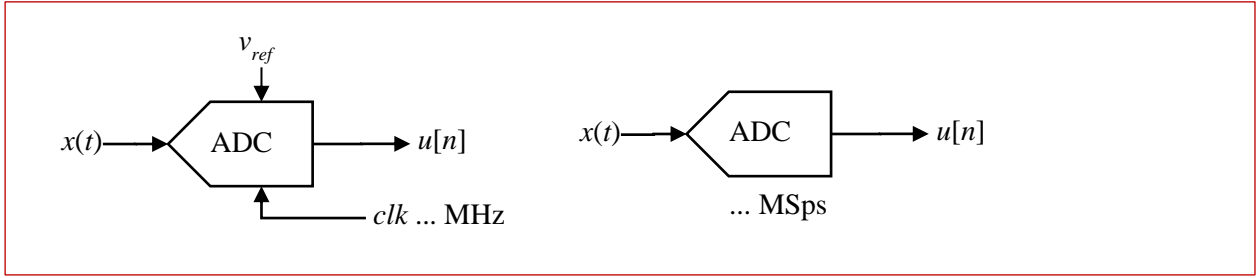 v_ref
x(t) ADC u[n]
clk ... MHz
x(t) ADC u[n]
... MSps